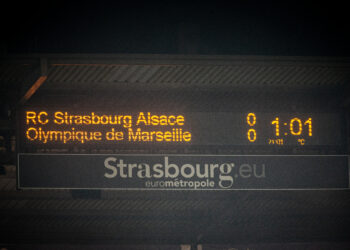 RC Strasbourg Alsace 0
Olympique de Marseille 0
1:01
°C
Strasbourg.eu
eurométropole